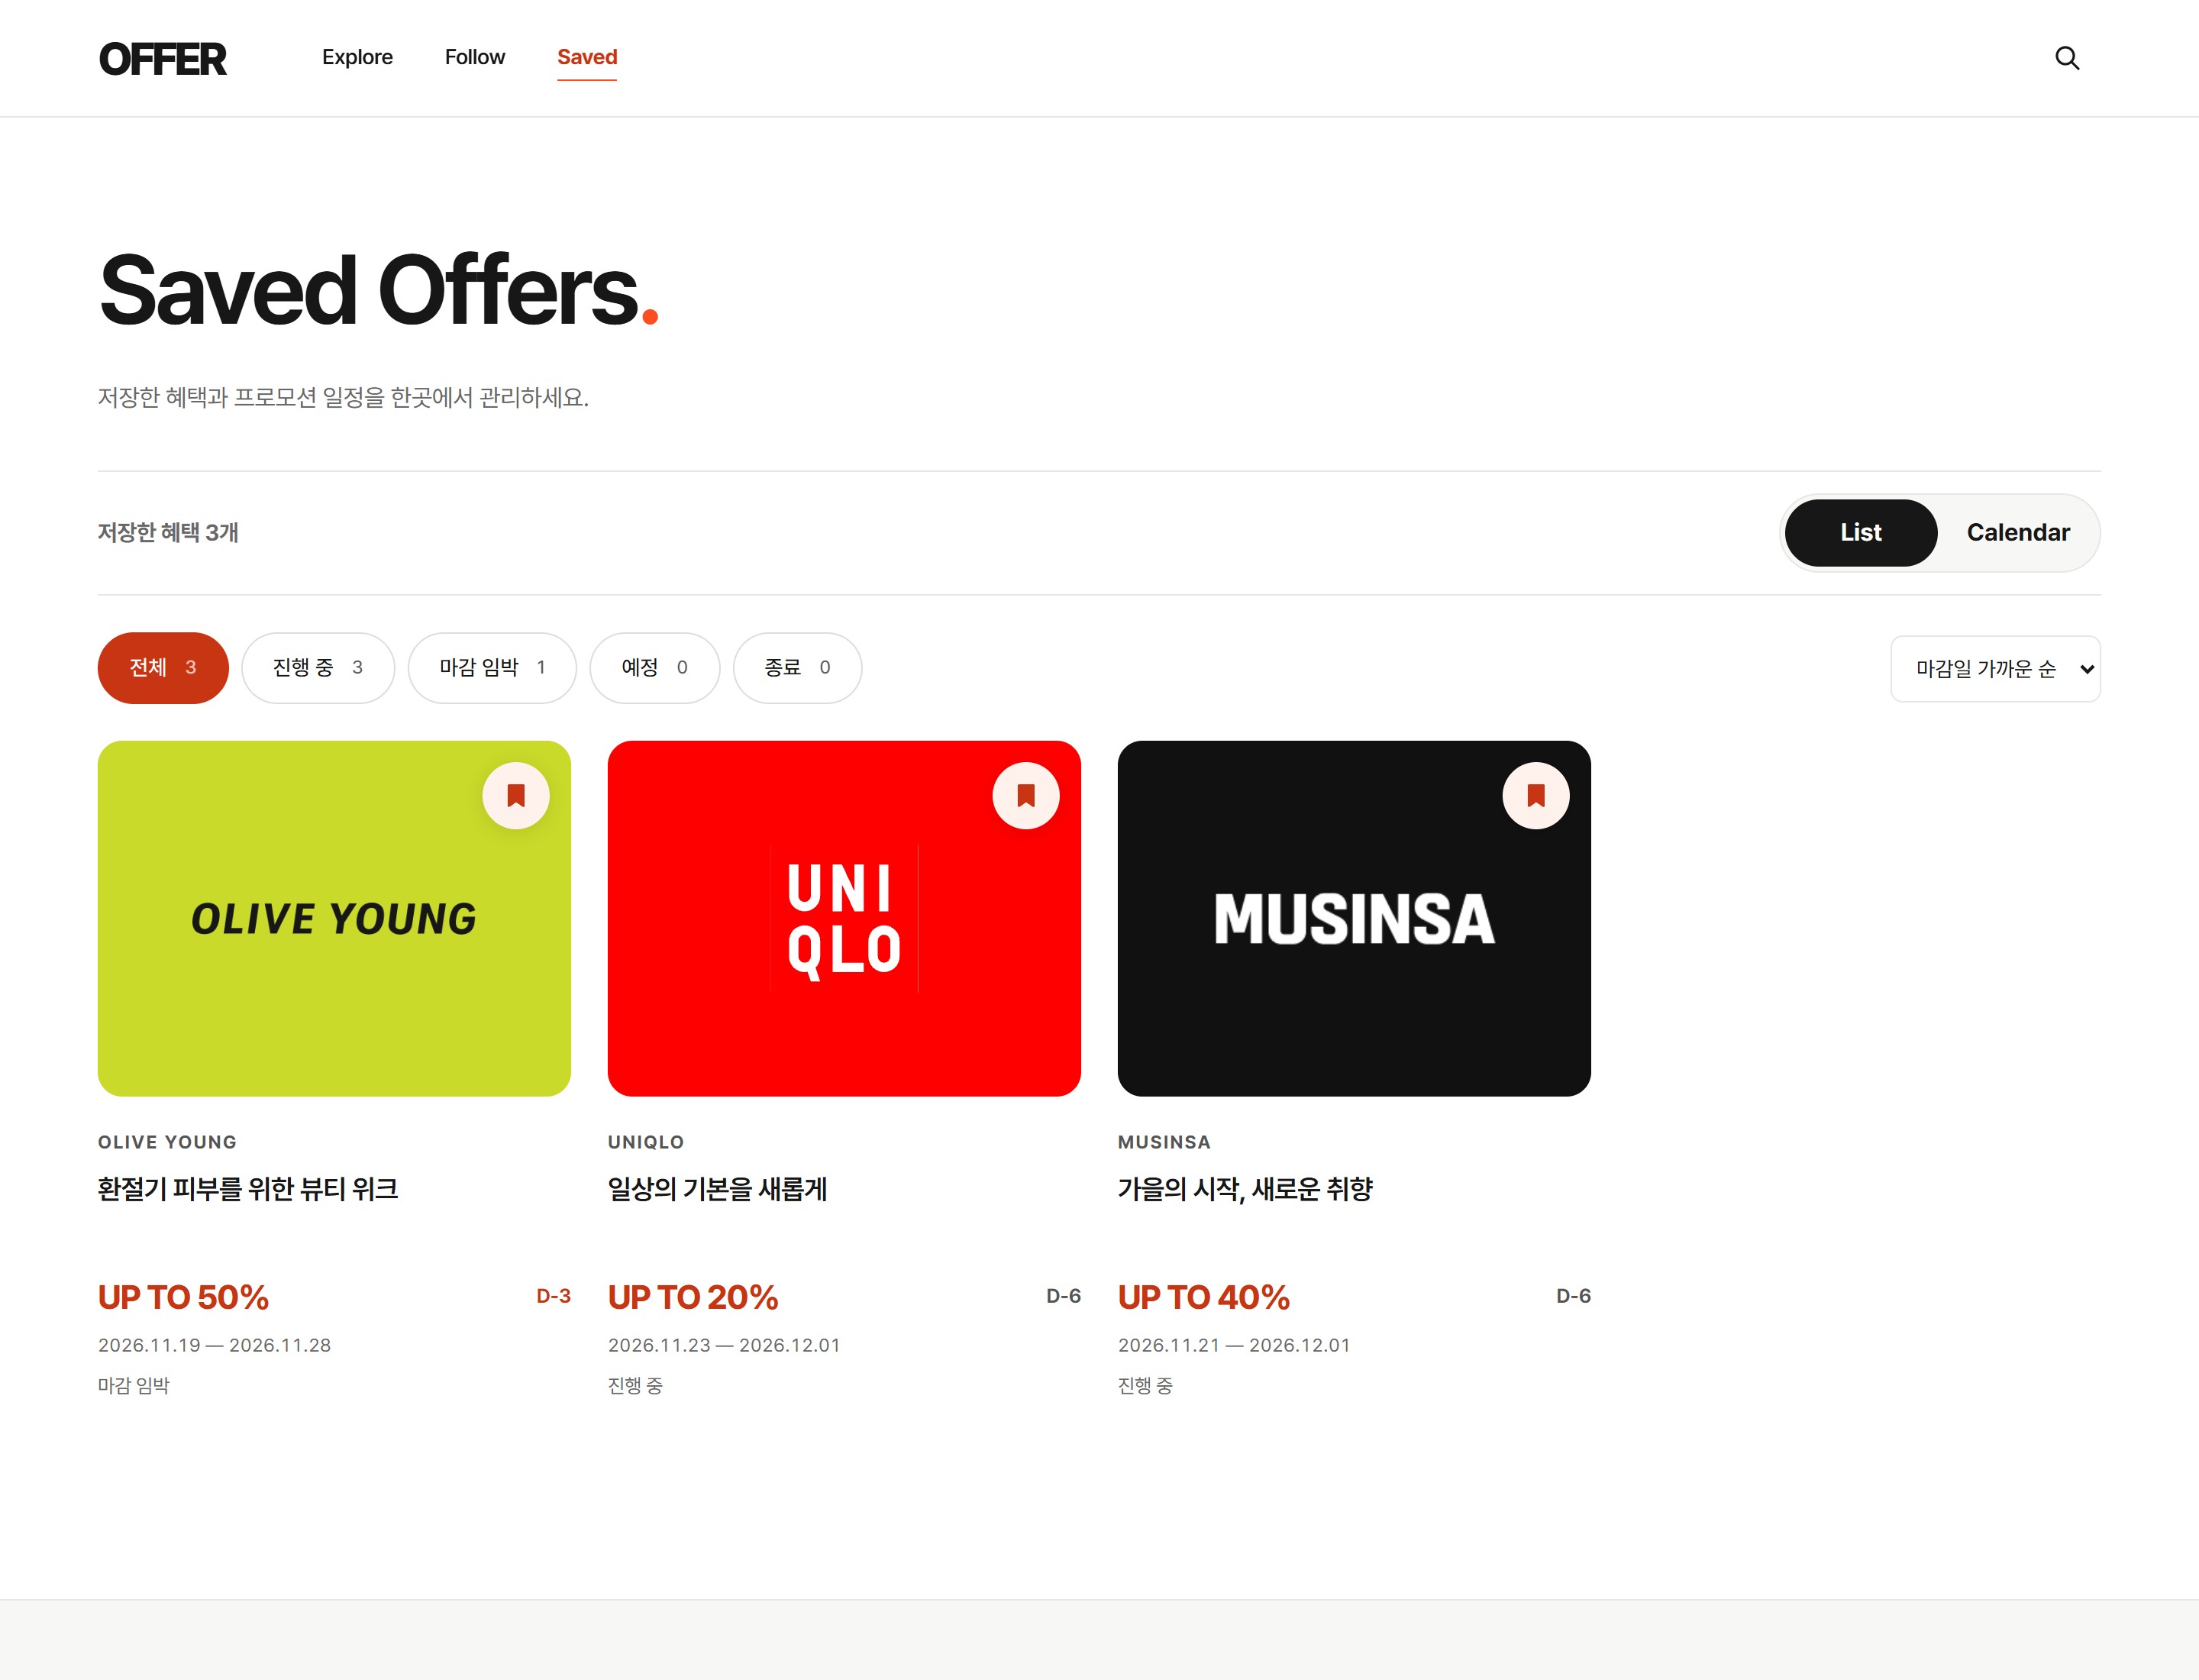 OFFER
Explore Follow Saved
Saved Offers.
저장한 혜택과 프로모션 일정을 한곳에서 관리하세요.
저장한 혜택 3개
List Calendar
전체 3 진행 중 3 마감 임박 1 예정 0 종료 0
마감일 가까운 순
OLIVE YOUNG
UNI
QLO
MUSINSA
OLIVE YOUNG
환절기 피부를 위한 뷰티 위크
UP TO 50% D-3
2026.11.19 — 2026.11.28
마감 임박
UNIQLO
일상의 기본을 새롭게
UP TO 20% D-6
2026.11.23 — 2026.12.01
진행 중
MUSINSA
가을의 시작, 새로운 취향
UP TO 40% D-6
2026.11.21 — 2026.12.01
진행 중